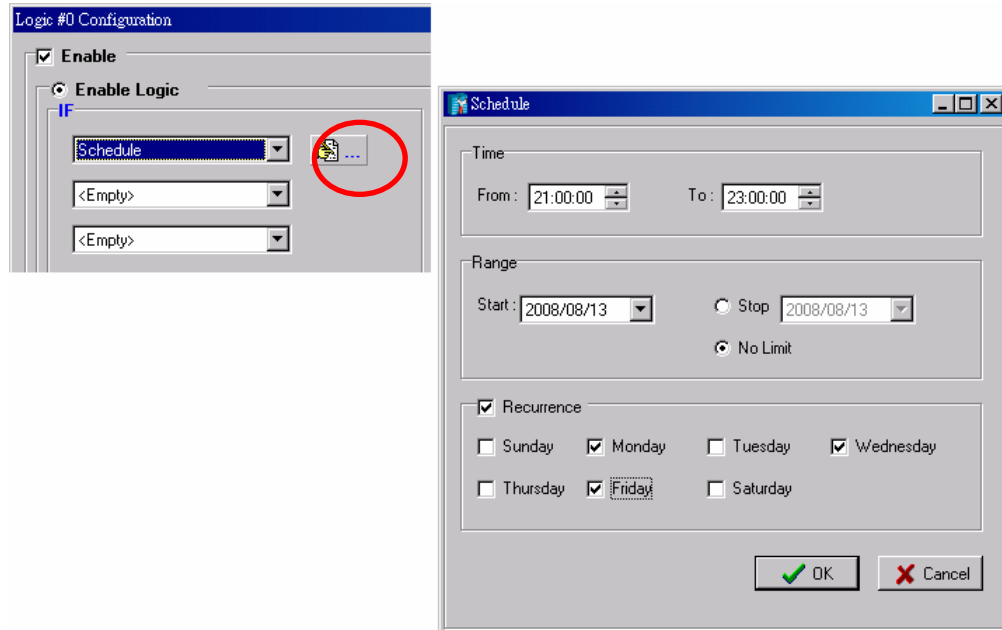 Logic #0 Configuration
Enable
Enable Logic
IF
Schedule
...
<Empty>
<Empty>
Schedule
Time
From : 21:00:00 To : 23:00:00
Range
Start : 2008/08/13 Stop 2008/08/13
No Limit
Recurrence
Sunday Monday Tuesday Wednesday
Thursday Friday Saturday
OK Cancel